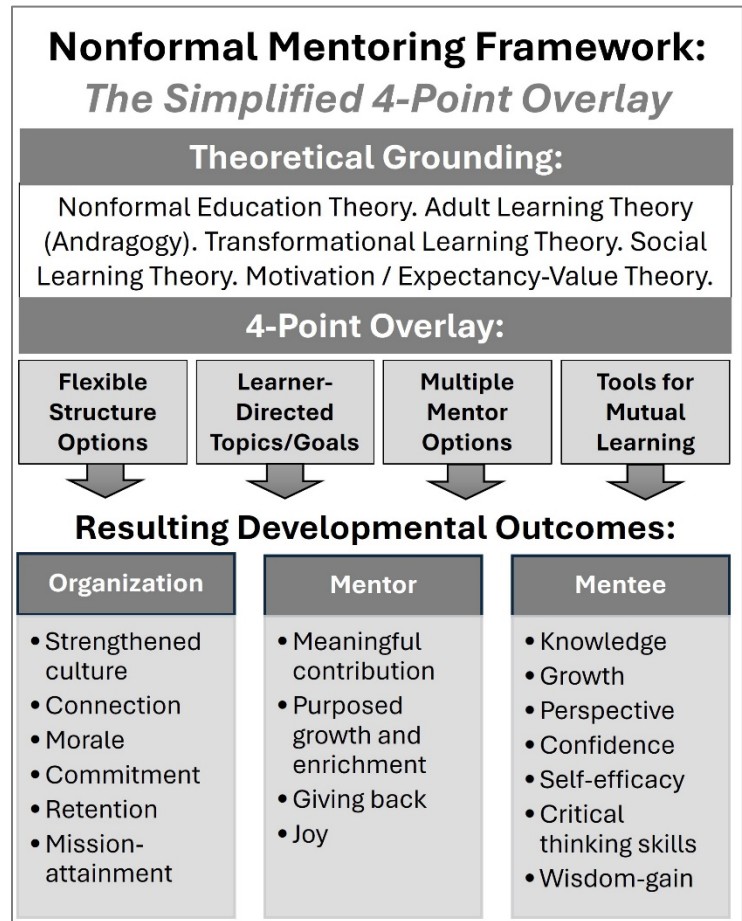 Nonformal Mentoring Framework:
The Simplified 4-Point Overlay
Theoretical Grounding:
Nonformal Education Theory. Adult Learning Theory
(Andragogy). Transformational Learning Theory. Social
Learning Theory. Motivation / Expectancy-Value Theory.
4-Point Overlay:
Flexible
Structure
Options
Learner-
Directed
Topics/Goals
Multiple
Mentor
Options
Tools for
Mutual
Learning
Resulting Developmental Outcomes:
Organization
• Strengthened
culture
• Connection
• Morale
• Commitment
• Retention
• Mission-
attainment
Mentor
• Meaningful
contribution
• Purposed
growth and
enrichment
• Giving back
• Joy
Mentee
• Knowledge
• Growth
• Perspective
• Confidence
• Self-efficacy
• Critical
thinking skills
• Wisdom-gain